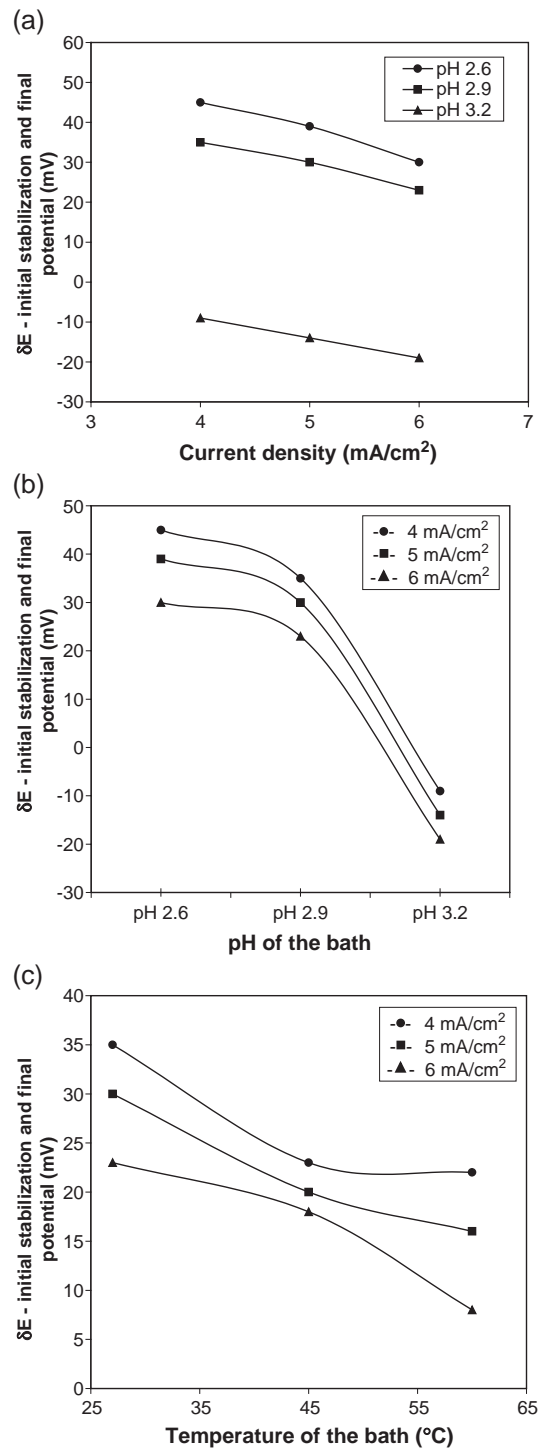 (a)
60
50
40
30
20
10
0
-10
-20
-30
δE - initial stabilization and final
potential (mV)
pH 2.6
pH 2.9
pH 3.2
3
4
5
6
7
Current density (mA/cm²)
(b)
50
40
30
20
10
0
-10
-20
-30
δE - initial stabilization and final
potential (mV)
4 mA/cm²
5 mA/cm²
6 mA/cm²
pH 2.6
pH 2.9
pH 3.2
pH of the bath
(c)
40
35
30
25
20
15
10
5
0
δE - initial stabilization and final
potential (mV)
4 mA/cm²
5 mA/cm²
6 mA/cm²
25
35
45
55
65
Temperature of the bath (°C)